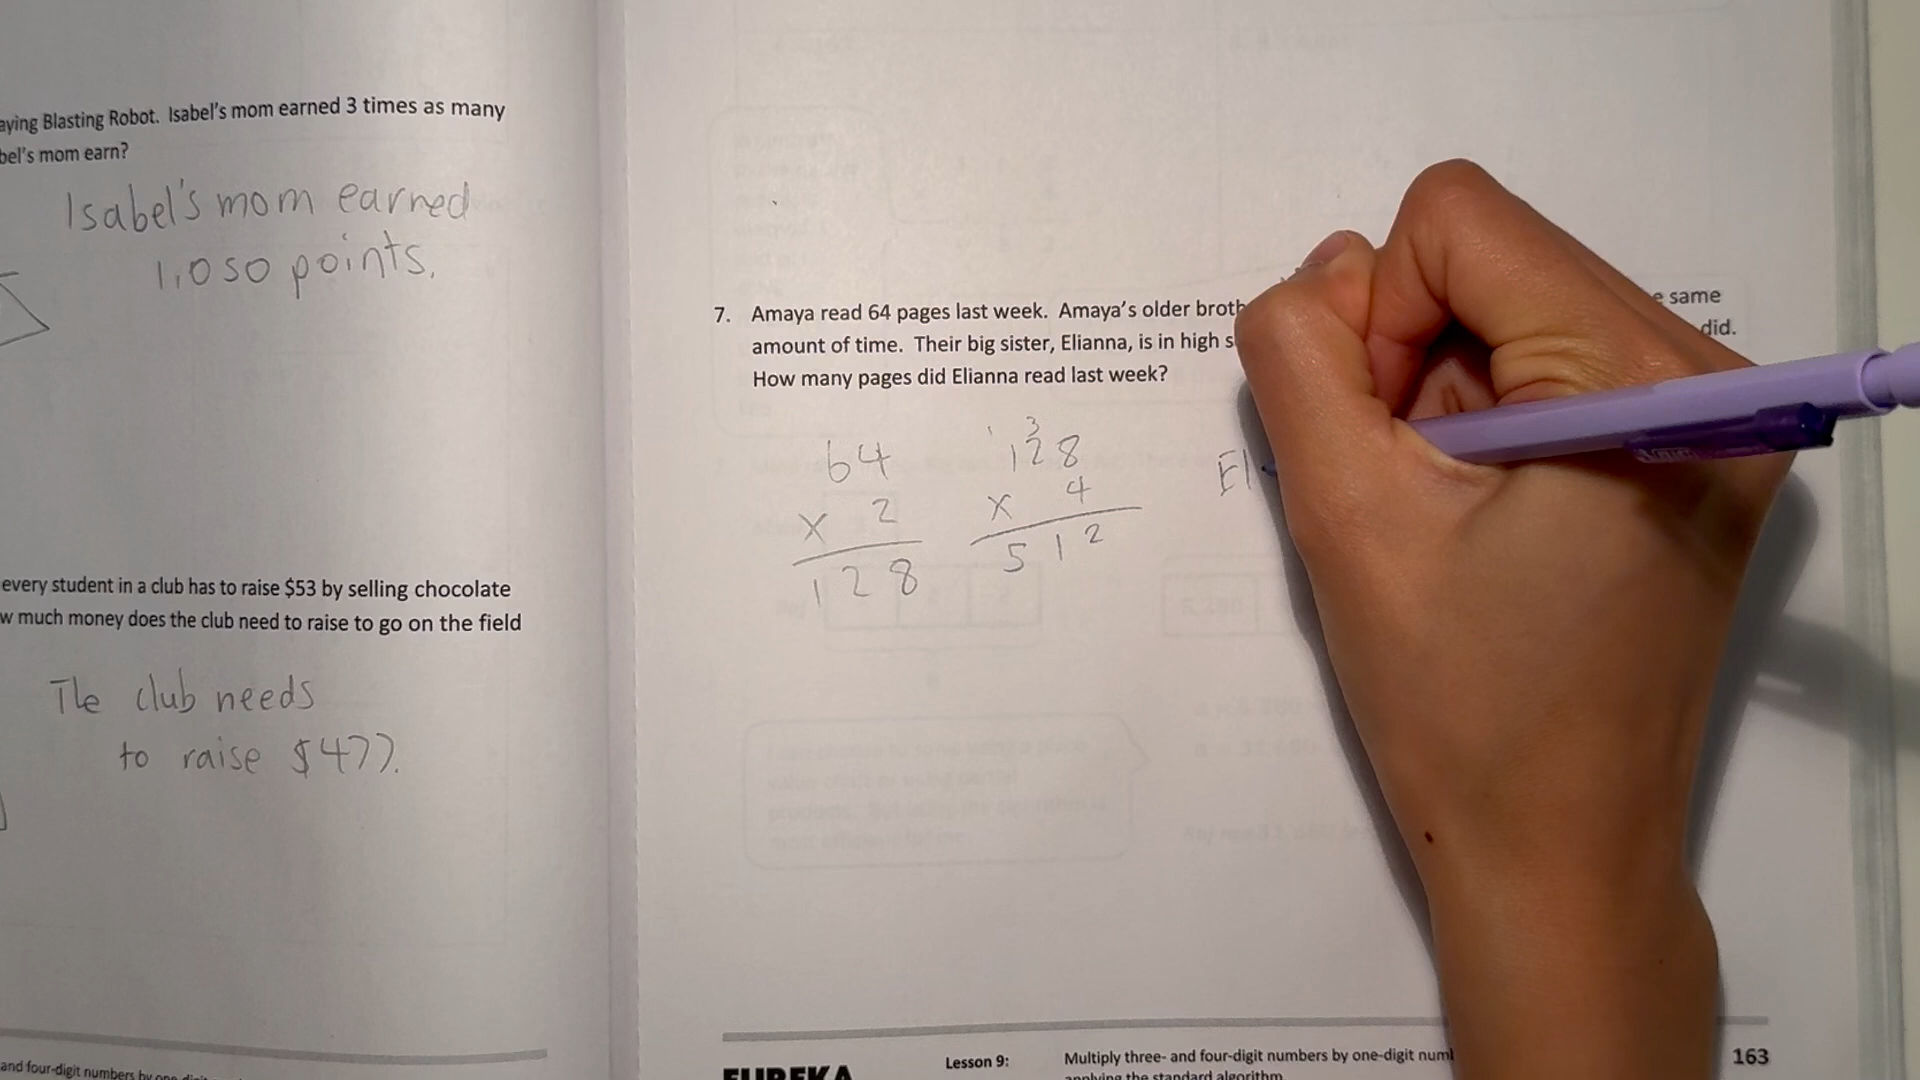 aying Blasting Robot. Isabel's mom earned 3 times as many
bel's mom earn?
Isabel's mom earned
1,050 points.
every student in a club has to raise $53 by selling chocolate
w much money does the club need to raise to go on the field
The club needs
to raise $477.
and four-digit numbers by one
7. Amaya read 64 pages last week. Amaya's older broth e same
amount of time. Their big sister, Elianna, is in high s did.
How many pages did Elianna read last week?
64
x 2
128
1 3
128
x 4
512
El
EUREKA
Lesson 9:
Multiply three- and four-digit numbers by one-digit numb
applying the standard algorithm.
163